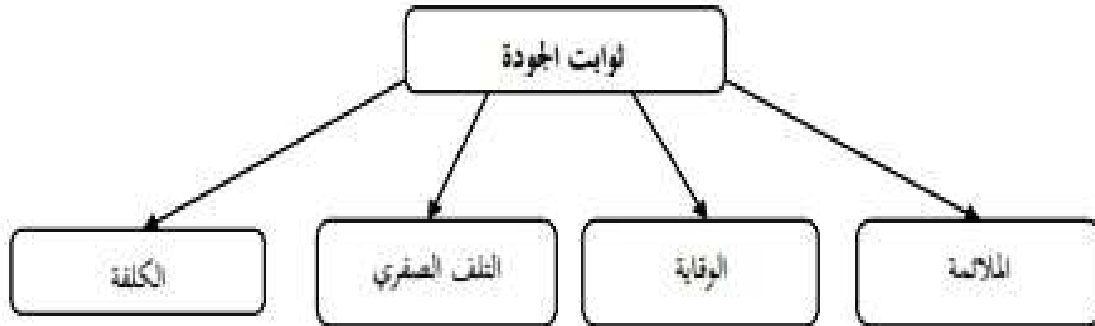 ثوابت الجودة
الملائمة
الوقاية
التلف الصفري
الكلفة